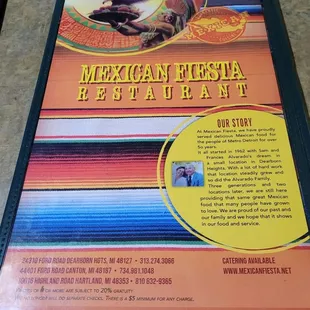 MEXICAN FIESTA
RESTAURANT
OUR STORY
At Mexican Fiesta, we have proudly
served delicious Mexican food for
the people of Metro Detroit for over
50 years.
It all started in 1962 with Sam and
Frances Alvarado's dream in
a small location in Dearborn
Heights. With a lot of hard work
that location steadily grew and
so did the Alvarado Family.
Three generations and two
locations later, we are still here
providing that same great Mexican
food that many people have grown
to love. We are proud of our past and
our family and we hope that it shows
in our food and service.
24310 FORD ROAD DEARBORN HGTS, MI 48127 • 313.274.3066
44401 FORD ROAD CANTON, MI 48187 • 734.981.1048
ROAD HARTLAND, MI 48353 • 810 632-9365
CATERING AVAILABLE
WWW.MEXICANFIESTA.NET
OR MORE ARE SUBJECT TO 20% GRATUITY
SEPARATE CHECKS. THERE IS A $5 MINIMUM FOR ANY CHARGE.